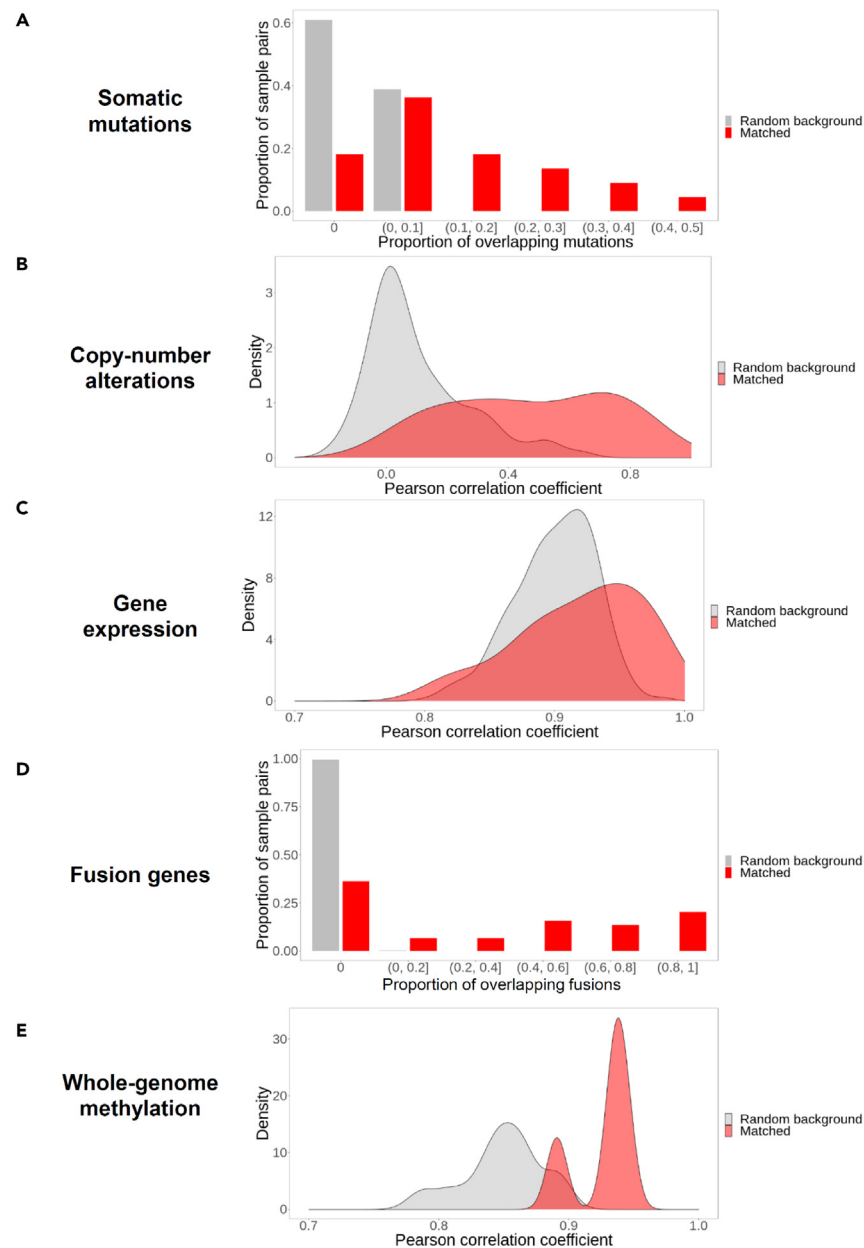 A
Somatic
mutations
Proportion of sample pairs
0.6
0.4
0.2
0.0
0
(0, 0.1]
(0.1, 0.2]
(0.2, 0.3]
(0.3, 0.4]
(0.4, 0.5]
Proportion of overlapping mutations
Random background
Matched
B
Copy-number
alterations
Density
3
2
1
0
0.0
0.4
0.8
Pearson correlation coefficient
Random background
Matched
C
Gene
expression
Density
12
8
4
0
0.7
0.8
0.9
1.0
Pearson correlation coefficient
Random background
Matched
D
Fusion genes
Proportion of sample pairs
1.00
0.75
0.50
0.25
0.00
0
(0, 0.2]
(0.2, 0.4]
(0.4, 0.6]
(0.6, 0.8]
(0.8, 1]
Proportion of overlapping fusions
Random background
Matched
E
Whole-genome
methylation
Density
30
20
10
0
0.7
0.8
0.9
1.0
Pearson correlation coefficient
Random background
Matched